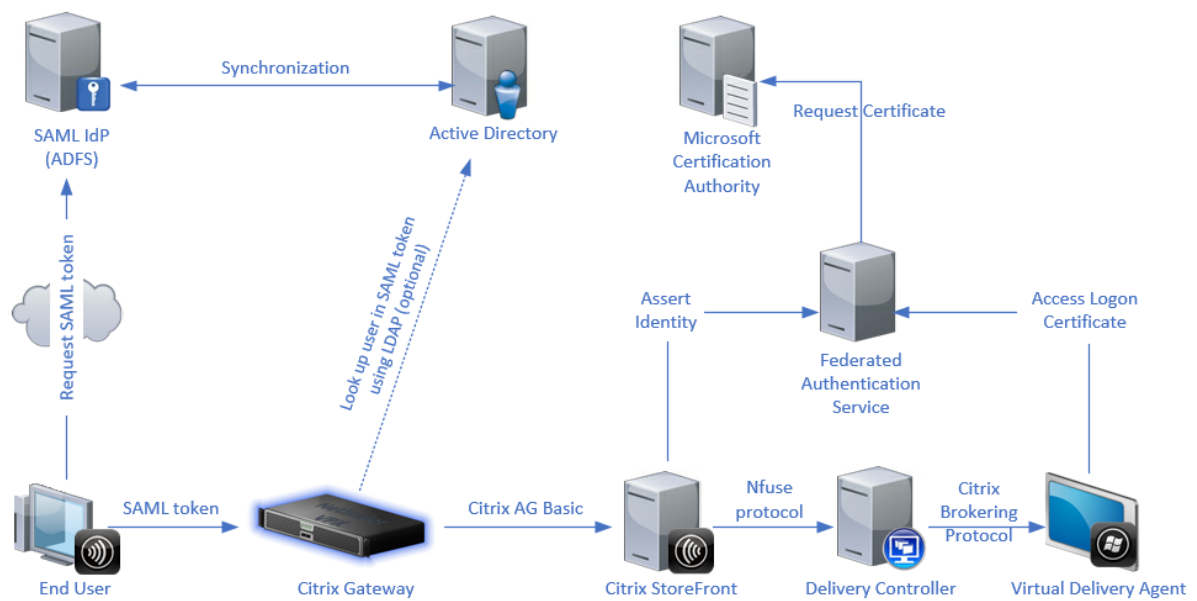 Synchronization
SAML IdP
(ADFS)
Active Directory
Request Certificate
Microsoft
Certification
Authority
Request SAML token
Look up user in SAML token
using LDAP (optional)
Assert
Identity
Access Logon
Certificate
Federated
Authentication
Service
SAML token
Citrix AG Basic
Nfuse
protocol
Citrix
Brokering
Protocol
VPX
End User
Citrix Gateway
Citrix StoreFront
Delivery Controller
Virtual Delivery Agent